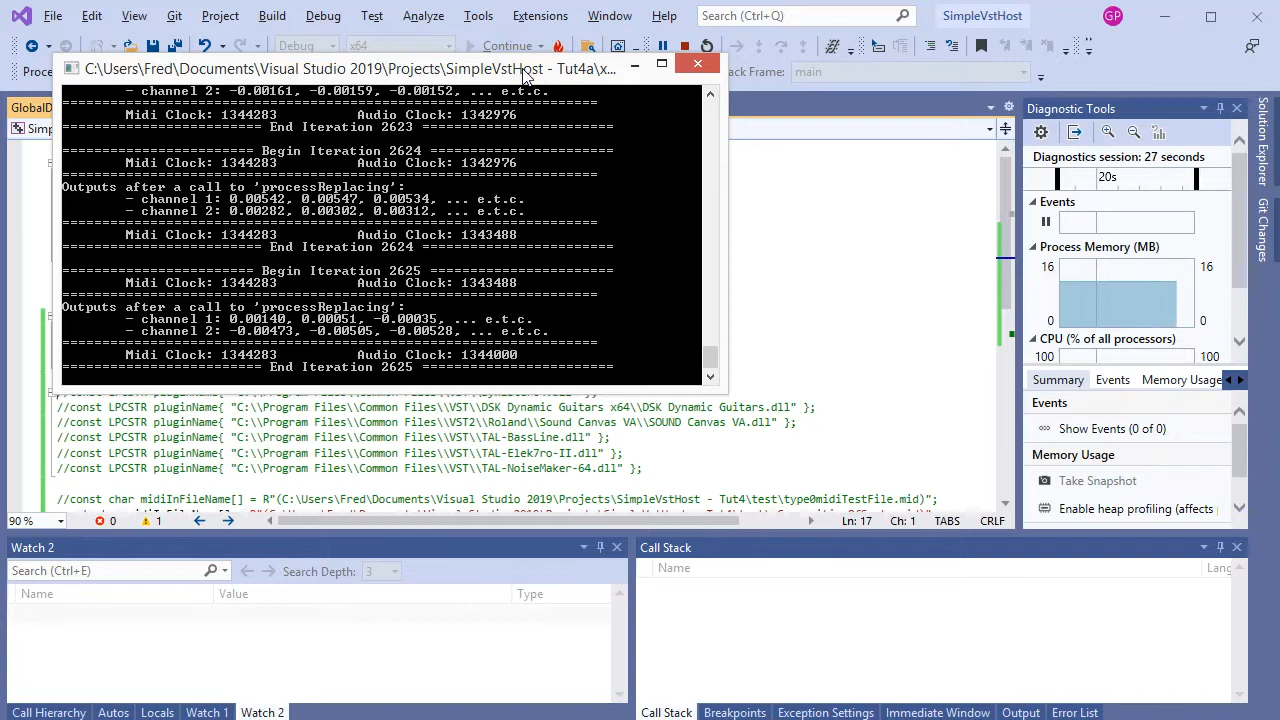 File Edit View Git Project Build Debug Test Analyze Tools Extensions Window Help Search (Ctrl+Q) SimpleVstHost GP
Debug x64 Continue
C:\Users\Fred\Documents\Visual Studio 2019\Projects\SimpleVstHost - Tut4a\x...
Stack Frame: main
- channel 2: -0.00161, -0.00157, -0.00152, ... e.t.c.
Midi Clock: 1344283 Audio Clock: 1342976
==================== End Iteration 2623 ====================
==================== Begin Iteration 2624 ====================
Midi Clock: 1344283 Audio Clock: 1342976
Outputs after a call to 'processReplacing':
- channel 1: 0.00542, 0.00542, 0.00534, ... e.t.c.
- channel 2: 0.00292, 0.00302, 0.00312, ... e.t.c.
Midi Clock: 1344283 Audio Clock: 1343488
==================== End Iteration 2624 ====================
==================== Begin Iteration 2625 ====================
Midi Clock: 1344283 Audio Clock: 1343488
Outputs after a call to 'processReplacing':
- channel 1: 0.00140, 0.00051, -0.00035, ... e.t.c.
- channel 2: -0.00473, -0.00505, -0.00528, ... e.t.c.
Midi Clock: 1344283 Audio Clock: 1344000
==================== End Iteration 2625 ====================
//const LPCSTR pluginName{ "C:\\Program Files\\Common Files\\VST\\DSK Dynamic Guitars x64\\DSK Dynamic Guitars.dll" };
// const LPCSTR pluginName{ "C:\\Program Files\\Common Files\\VST2\\Roland\\Sound Canvas VA\\SOUND Canvas VA.dll" };
//const LPCSTR pluginName{ "C:\\Program Files\\Common Files\\VST\\TAL-BassLine.dll" };
//const LPCSTR pluginName{ "C:\\Program Files\\Common Files\\VST\\TAL-Elek7ro-II.dll" };
//const LPCSTR pluginName{ "C:\\Program Files\\Common Files\\VST\\TAL-NoiseMaker-64.dll" };
//const char midiInFileName[] = R"(C:\Users\Fred\Documents\Visual Studio 2019\Projects\SimpleVstHost - Tut4\test\type0midiTestFile.mid)";
90 % Ln: 17 Ch: 1 TABS CRLF
Diagnostic Tools
Diagnostics session: 27 seconds
20s
Events
Process Memory (MB)
16 16
0 0
CPU (% of all processors)
100 100
Summary Events Memory Usage
Events
Show Events (0 of 0)
Memory Usage
Take Snapshot
Enable heap profiling (affects
Solution Explorer
Git Changes
Watch 2
Search (Ctrl+E) Search Depth: 3
Name Value Type
Call Hierarchy Autos Locals Watch 1 Watch 2
Call Stack
Name Lang
Call Stack Breakpoints Exception Settings Immediate Window Output Error List